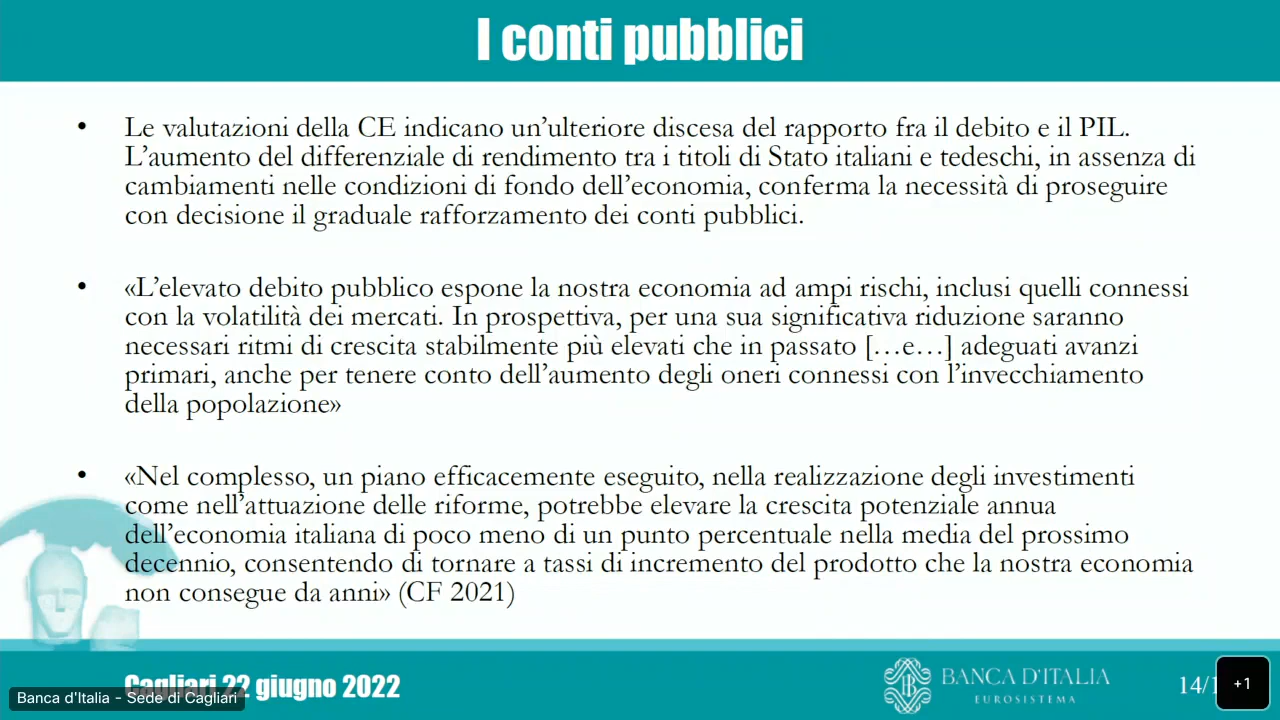 I conti pubblici
• Le valutazioni della CE indicano un’ulteriore discesa del rapporto fra il debito e il PIL.
L’aumento del differenziale di rendimento tra i titoli di Stato italiani e tedeschi, in assenza di
cambiamenti nelle condizioni di fondo dell’economia, conferma la necessità di proseguire
con decisione il graduale rafforzamento dei conti pubblici.
• «L’elevato debito pubblico espone la nostra economia ad ampi rischi, inclusi quelli connessi
con la volatilità dei mercati. In prospettiva, per una sua significativa riduzione saranno
necessari ritmi di crescita stabilmente più elevati che in passato […e…] adeguati avanzi
primari, anche per tenere conto dell’aumento degli oneri connessi con l’invecchiamento
della popolazione»
• «Nel complesso, un piano efficacemente eseguito, nella realizzazione degli investimenti
come nell’attuazione delle riforme, potrebbe elevare la crescita potenziale annua
dell’economia italiana di poco meno di un punto percentuale nella media del prossimo
decennio, consentendo di tornare a tassi di incremento del prodotto che la nostra economia
non consegue da anni» (CF 2021)
Cagliari 22 giugno 2022
Banca d'Italia - Sede di Cagliari
BANCA D'ITALIA
EUROSISTEMA
14/
+1